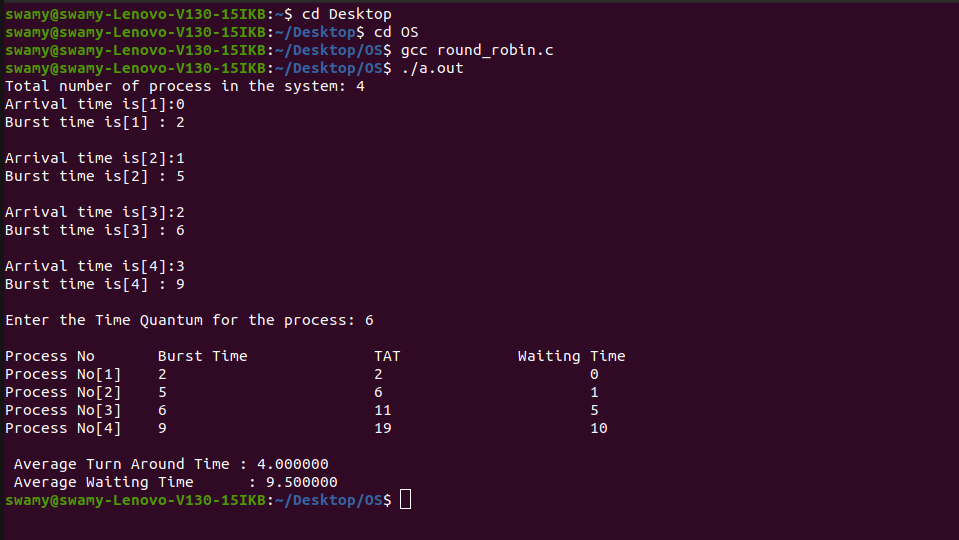 swamy@swamy-Lenovo-V130-15IKB:~$ cd Desktop
swamy@swamy-Lenovo-V130-15IKB:~/Desktop$ cd OS
swamy@swamy-Lenovo-V130-15IKB:~/Desktop/OS$ gcc round_robin.c
swamy@swamy-Lenovo-V130-15IKB:~/Desktop/OS$ ./a.out
Total number of process in the system: 4
Arrival time is[1]:0
Burst time is[1] : 2
Arrival time is[2]:1
Burst time is[2] : 5
Arrival time is[3]:2
Burst time is[3] : 6
Arrival time is[4]:3
Burst time is[4] : 9
Enter the Time Quantum for the process: 6
Process No Burst Time TAT Waiting Time
Process No[1] 2 2 0
Process No[2] 5 6 1
Process No[3] 6 11 5
Process No[4] 9 19 10
Average Turn Around Time : 4.000000
Average Waiting Time : 9.500000
swamy@swamy-Lenovo-V130-15IKB:~/Desktop/OS$